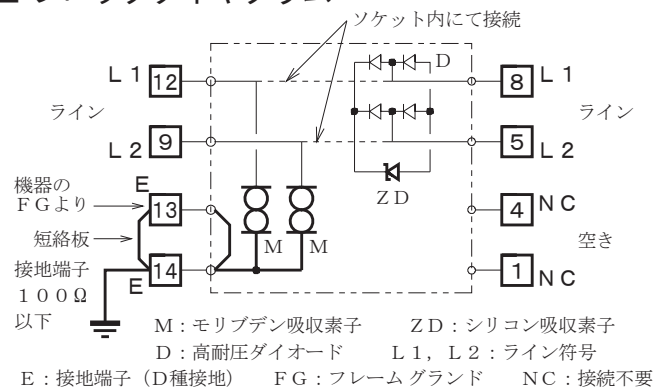 ソケット内にて接続
D
L1 12
8 L1
ライン
ライン
L2 9
5 L2
ZD
機器の
FGより
E
13
4 NC
短絡板
M
M
空き
接地端子
100Ω
以下
14
E
1 NC
M：モリブデン吸収素子　ZD：シリコン吸収素子
D：高耐圧ダイオード　L1，L2：ライン符号
E：接地端子（D種接地）　FG：フレームグランド　NC：接続不要